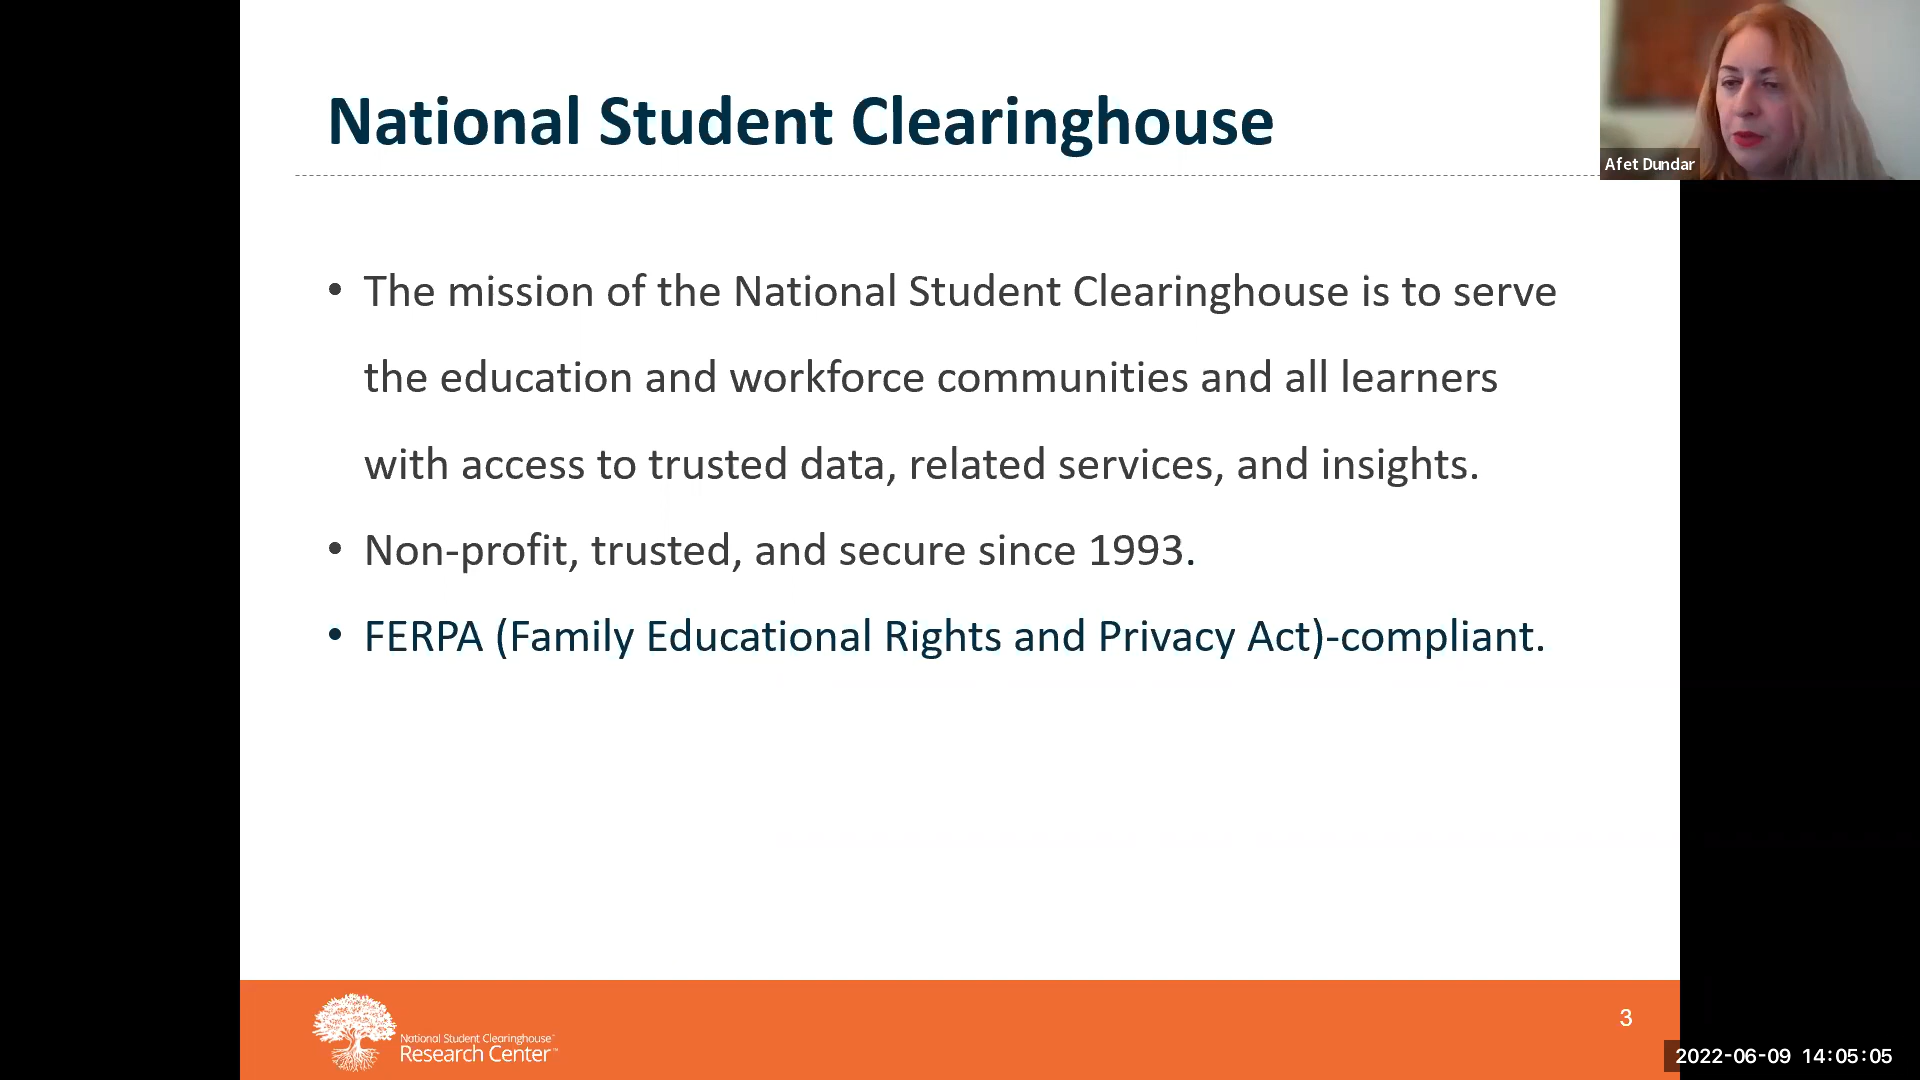 National Student Clearinghouse
Afet Dundar
• The mission of the National Student Clearinghouse is to serve
the education and workforce communities and all learners
with access to trusted data, related services, and insights.
• Non-profit, trusted, and secure since 1993.
• FERPA (Family Educational Rights and Privacy Act)-compliant.
National Student Clearinghouse™
Research Center™
3
2022-06-09 14:05:05